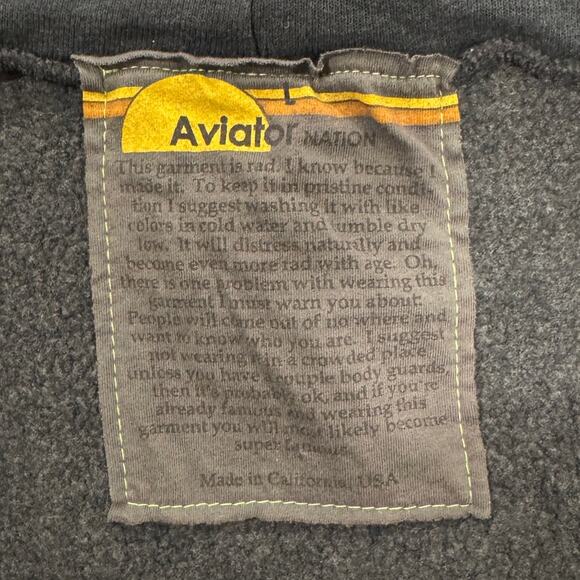 L
Aviator NATION
This garment is rad. I know because I
made it. To keep it in pristine condi-
tion I suggest washing it with like
colors in cold water and tumble dry
low. It will distress naturally and
become even more rad with age. Oh,
there is one problem with wearing this
garment I must warn you about.
People will come out of no where and
want to know who you are. I suggest
not wearing it in a crowded place
unless you have a couple body guards,
then it's probably ok, and if you're
already famous and wearing this
garment you will most likely become
super famous.
Made in California, USA